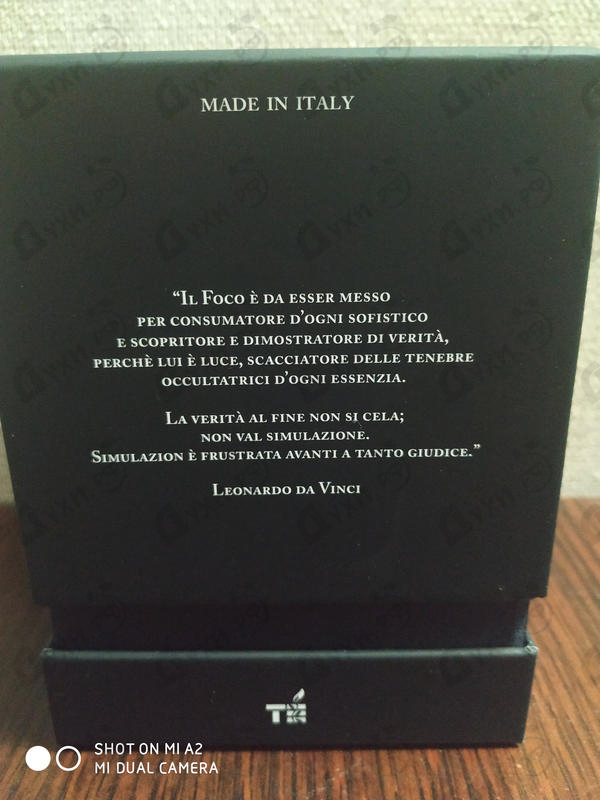 MADE IN ITALY
“Il Foco è da esser messo
per consumatore d’ogni sofistico
e scopritore e dimostratore di verità,
perchè lui è luce, scacciatore delle tenebre
occultatrici d’ogni essenzia.
La verità al fine non si cela;
non val simulazione.
Simulazion è frustrata avanti a tanto giudice.”
Leonardo da Vinci
SHOT ON MI A2
MI DUAL CAMERA
духи.рф